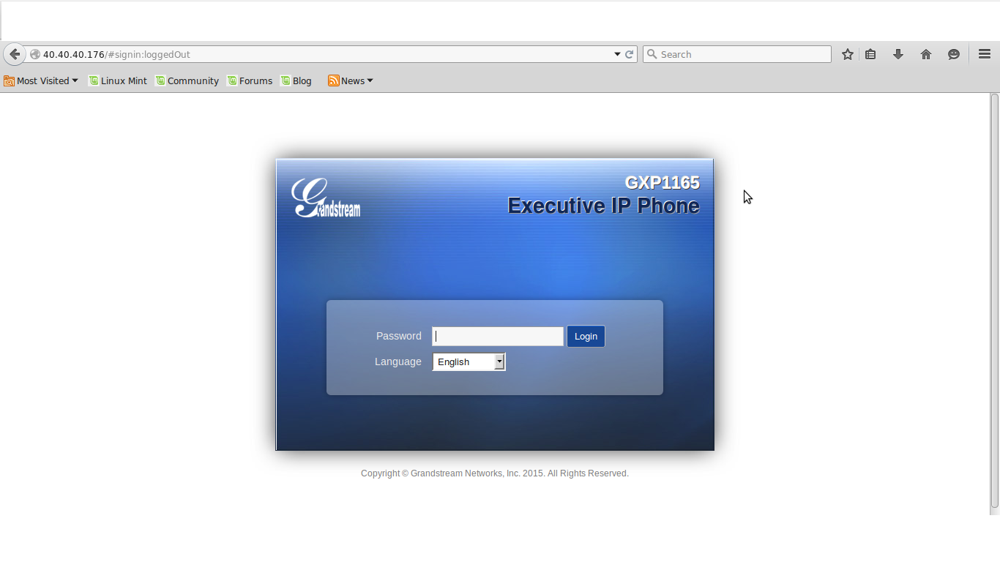 40.40.40.176/#signin:loggedOut
Search
Most Visited Linux Mint Community Forums Blog News
Grandstream
GXP1165
Executive IP Phone
Password
Login
Language
English
Copyright © Grandstream Networks, Inc. 2015. All Rights Reserved.